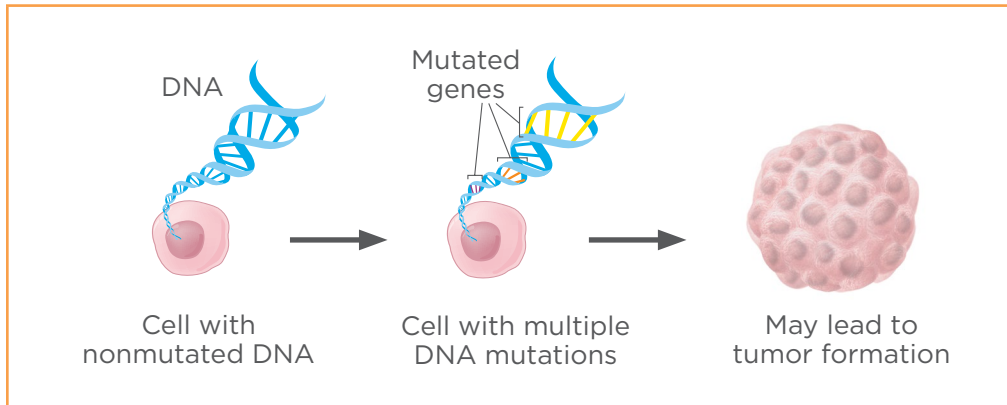 DNA
Mutated
genes
Cell with
nonmutated DNA
Cell with multiple
DNA mutations
May lead to
tumor formation